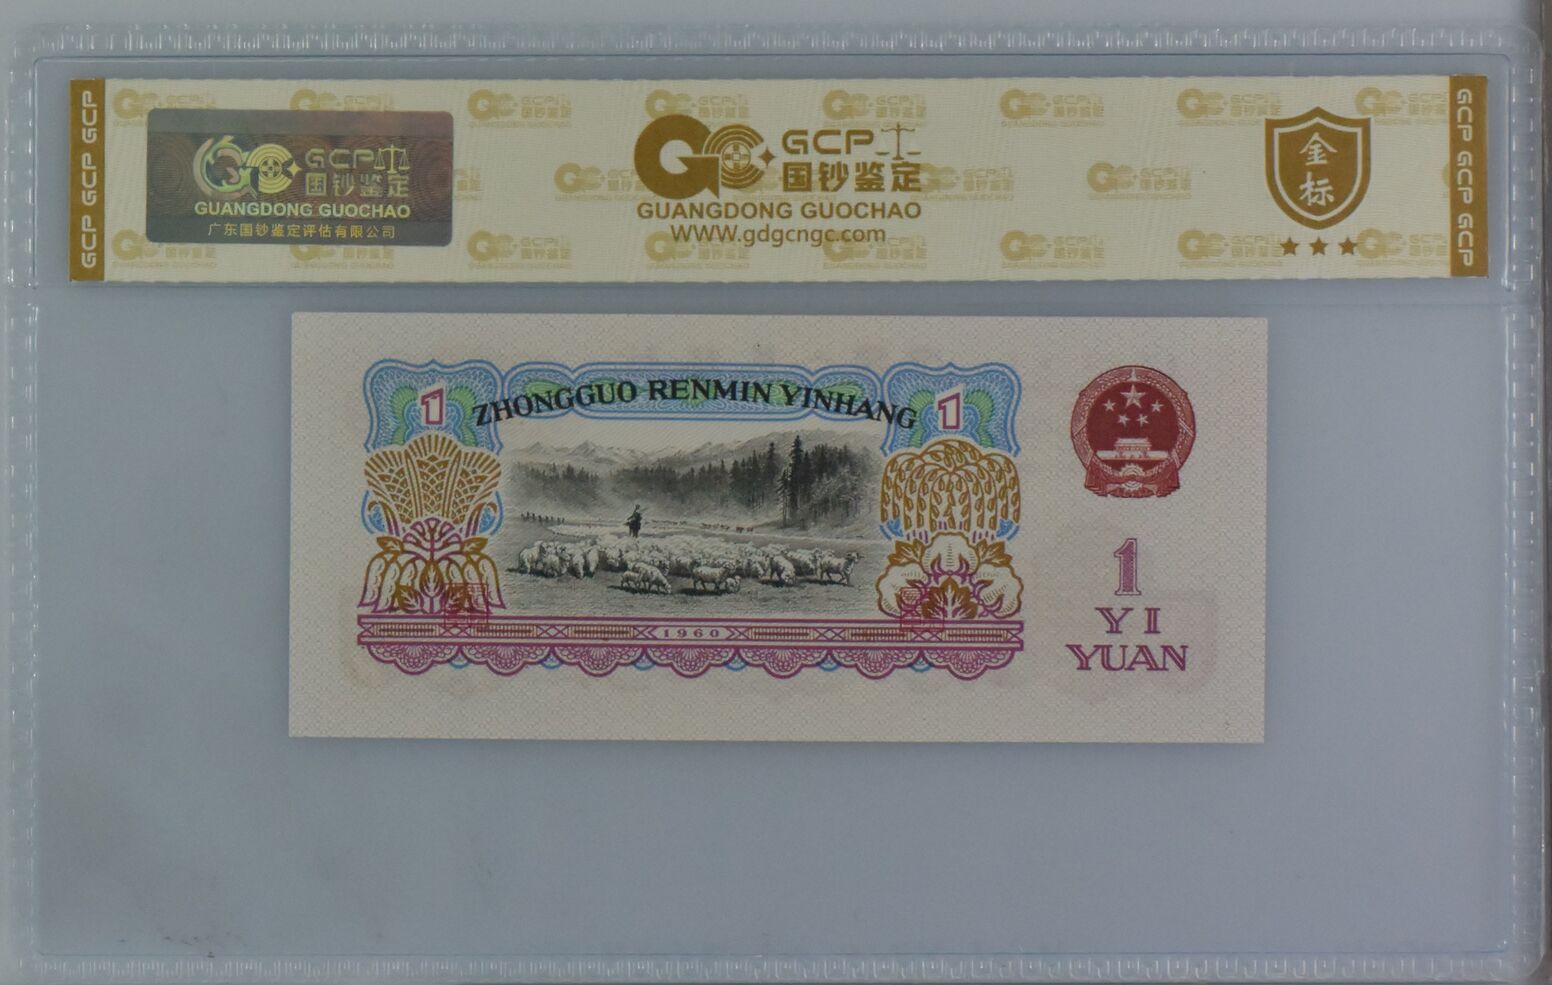 GCP GCP GCP
GCP
国钞鉴定
GUANGDONG GUOCHAO
广东国钞鉴定评估有限公司
GCP
国钞鉴定
GUANGDONG GUOCHAO
WWW.gdgcngc.com
金标
GCP GCP GCP
1
ZHONGGUO RENMIN YINHANG
1
1960
1
YI
YUAN